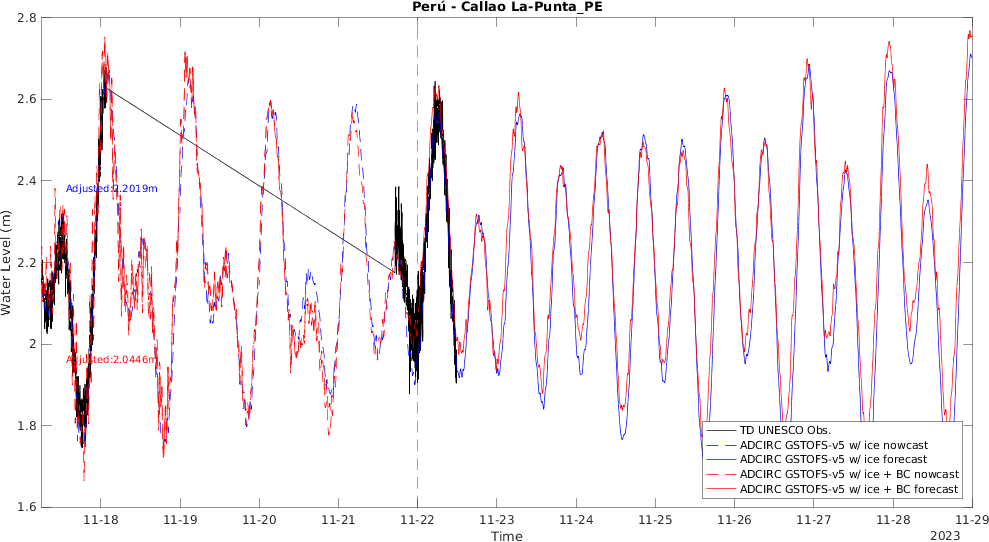 Perú - Callao La-Punta_PE
2.8
2.6
2.4
2.2
2
1.8
1.6
Water Level (m)
Adjusted:2.2019m
Adjusted:2.0446m
TD UNESCO Obs.
ADCIRC GSTOFS-v5 w/ ice nowcast
ADCIRC GSTOFS-v5 w/ ice forecast
ADCIRC GSTOFS-v5 w/ ice + BC nowcast
ADCIRC GSTOFS-v5 w/ ice + BC forecast
11-18 11-19 11-20 11-21 11-22 11-23 11-24 11-25 11-26 11-27 11-28 11-29
Time
2023